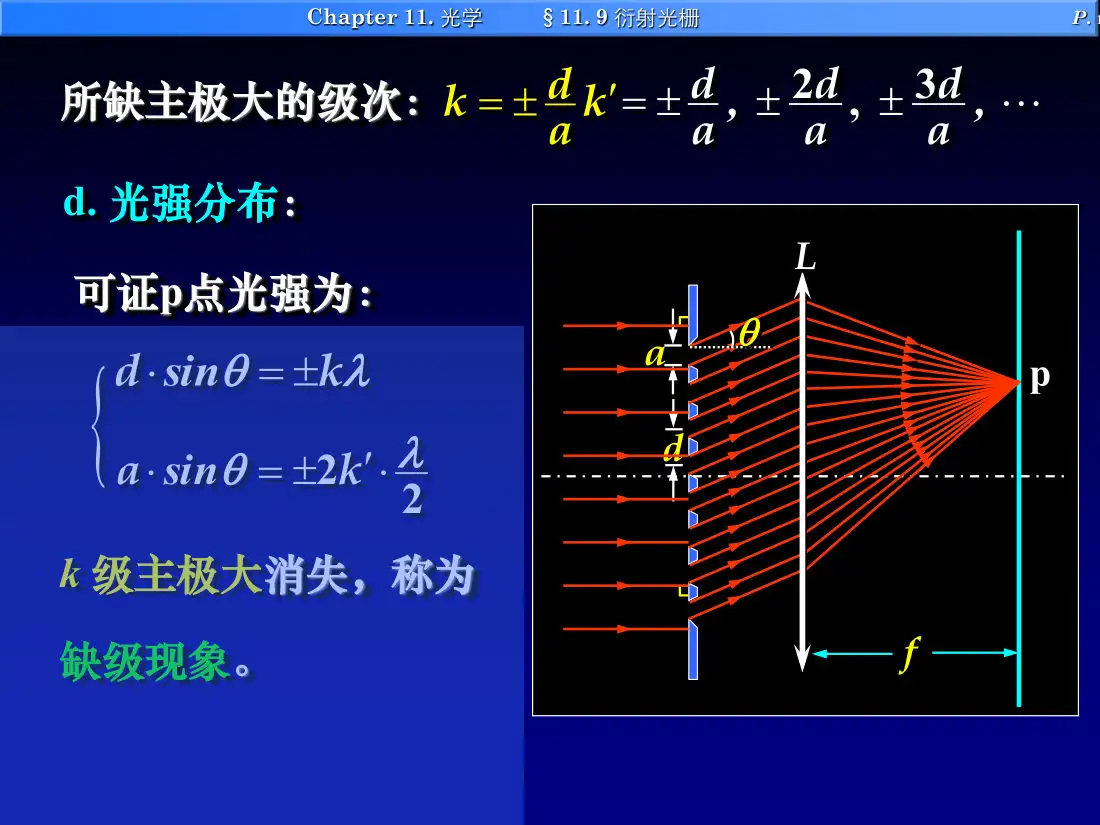 Chapter 11. 光学 §11. 9 衍射光栅 P.
所缺主极大的级次: k = ± d/a k′ = ± d/a , ± 2d/a , ± 3d/a , ⋯
d. 光强分布:
可证p点光强为:
d · sinθ = ±kλ
a · sinθ = ±2k′ · λ/2
k 级主极大消失，称为
缺级现象。
L
θ
a
p
d
f